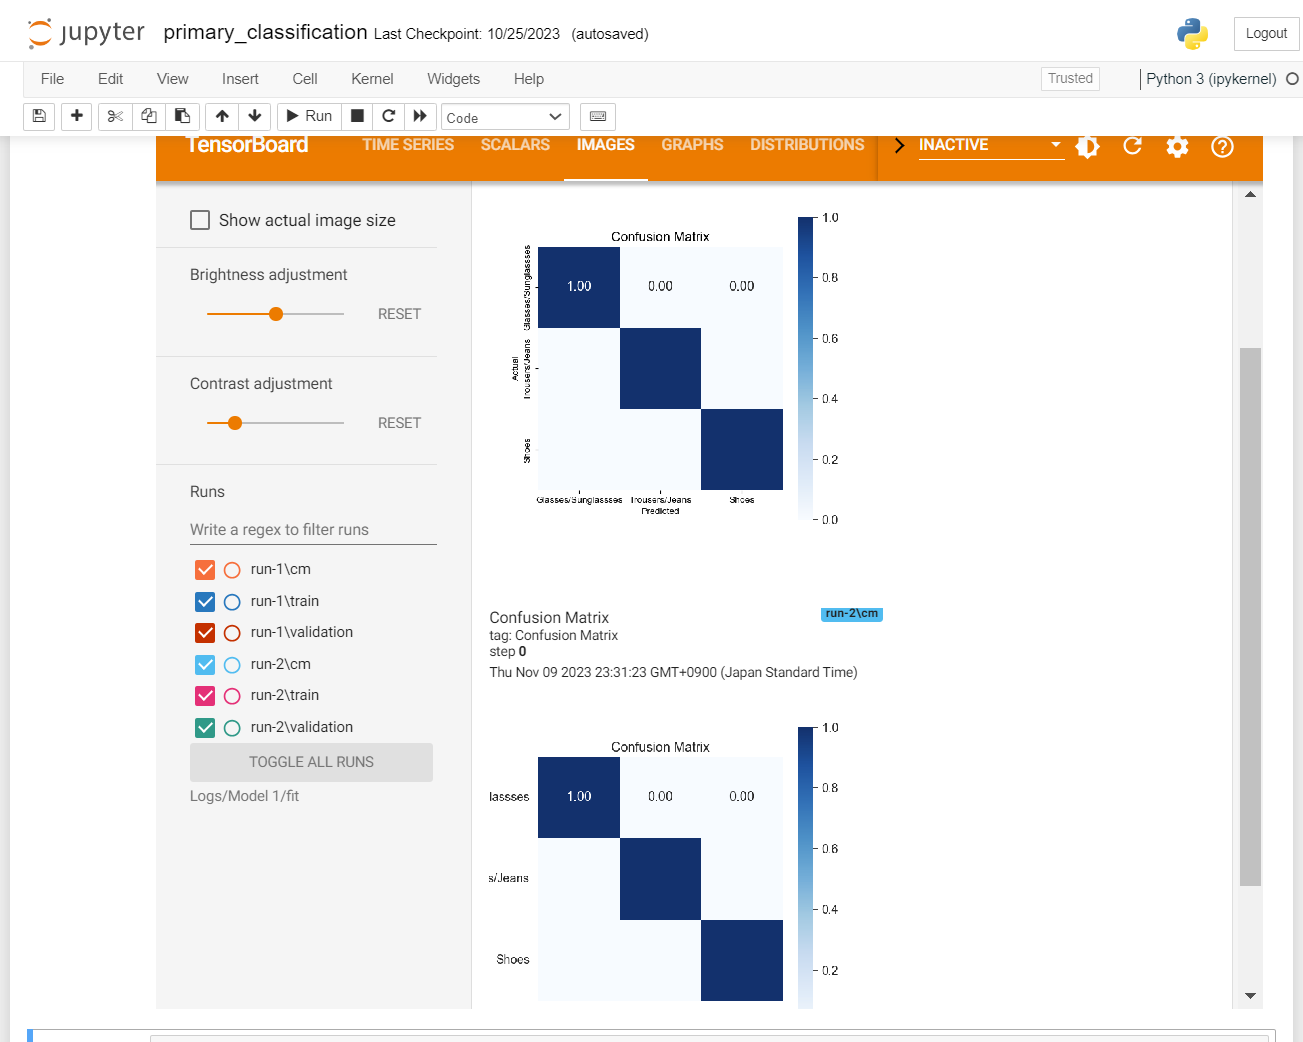 jupyter primary_classification Last Checkpoint: 10/25/2023 (autosaved) Logout
File Edit View Insert Cell Kernel Widgets Help Trusted Python 3 (ipykernel)
Run Code
TensorBoard TIME SERIES SCALARS IMAGES GRAPHS DISTRIBUTIONS INACTIVE
Show actual image size
Brightness adjustment
RESET
Contrast adjustment
RESET
Runs
Write a regex to filter runs
run-1\cm
run-1\train
run-1\validation
run-2\cm
run-2\train
run-2\validation
TOGGLE ALL RUNS
Logs/Model 1/fit
Confusion Matrix
Glasses/Sunglassses
1.00 0.00 0.00
Actual
Trousers/Jeans
Shoes
Glasses/Sunglassses Trousers/Jeans Shoes
Predicted
1.0
0.8
0.6
0.4
0.2
0.0
Confusion Matrix run-2\cm
tag: Confusion Matrix
step 0
Thu Nov 09 2023 23:31:23 GMT+0900 (Japan Standard Time)
Confusion Matrix
lassses 1.00 0.00 0.00
s/Jeans
Shoes
1.0
0.8
0.6
0.4
0.2